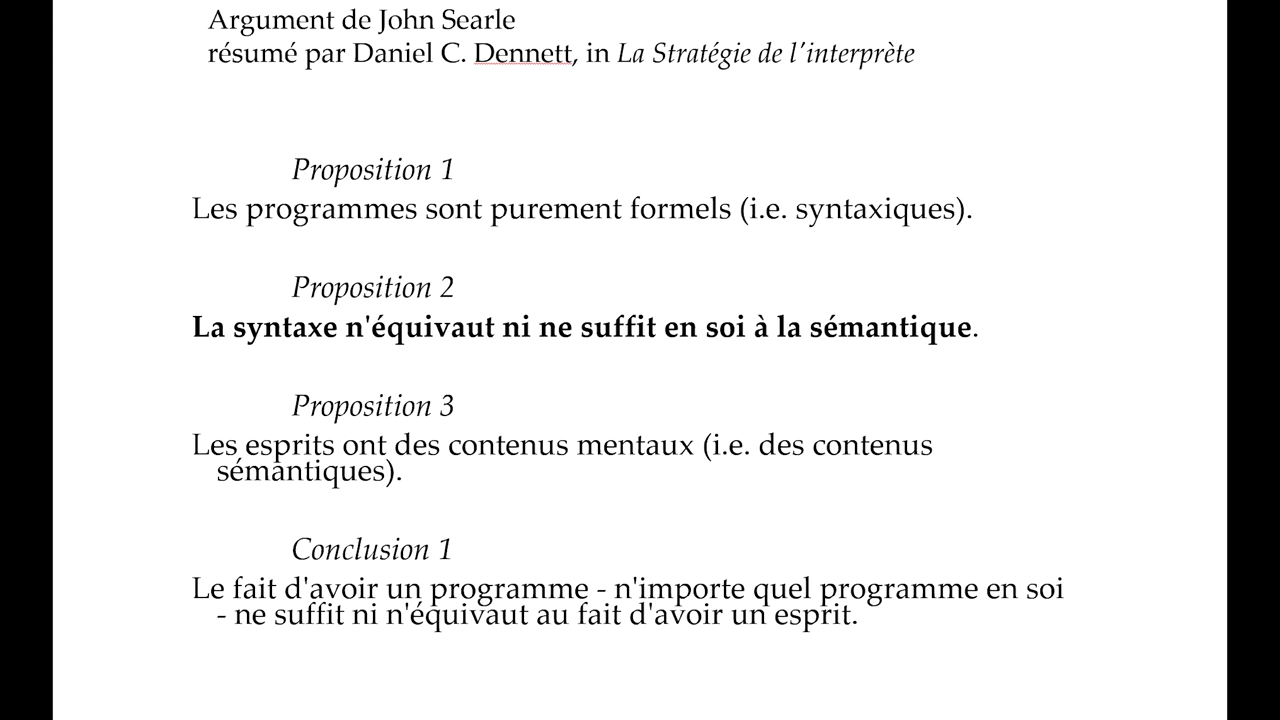 Argument de John Searle
résumé par Daniel C. Dennett, in La Stratégie de l'interprète
Proposition 1
Les programmes sont purement formels (i.e. syntaxiques).
Proposition 2
La syntaxe n'équivaut ni ne suffit en soi à la sémantique.
Proposition 3
Les esprits ont des contenus mentaux (i.e. des contenus
sémantiques).
Conclusion 1
Le fait d'avoir un programme - n'importe quel programme en soi
- ne suffit ni n'équivaut au fait d'avoir un esprit.